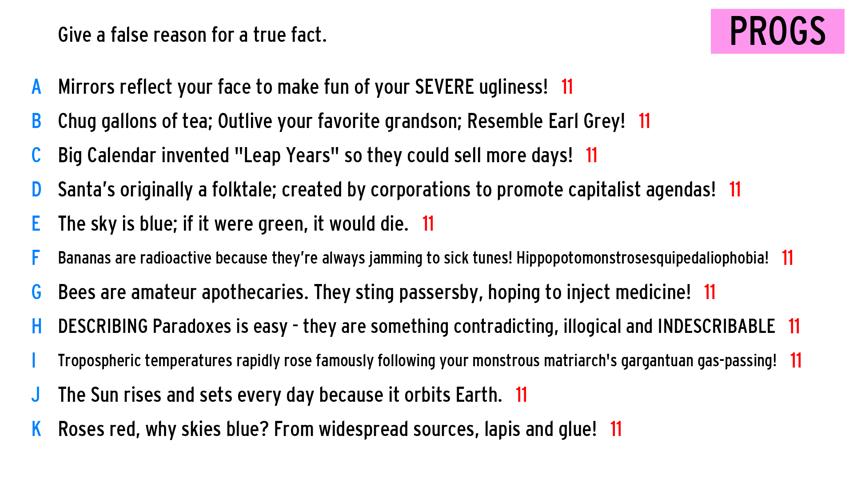 Give a false reason for a true fact.
PROGS
A Mirrors reflect your face to make fun of your SEVERE ugliness! 11
B Chug gallons of tea; Outlive your favorite grandson; Resemble Earl Grey! 11
C Big Calendar invented "Leap Years" so they could sell more days! 11
D Santa's originally a folktale; created by corporations to promote capitalist agendas! 11
E The sky is blue; if it were green, it would die. 11
F Bananas are radioactive because they're always jamming to sick tunes! Hippopotomonstrosesquipedaliophobia! 11
G Bees are amateur apothecaries. They sting passersby, hoping to inject medicine! 11
H DESCRIBING Paradoxes is easy - they are something contradicting, illogical and INDESCRIBABLE 11
I Tropospheric temperatures rapidly rose famously following your monstrous matriarch's gargantuan gas-passing! 11
J The Sun rises and sets every day because it orbits Earth. 11
K Roses red, why skies blue? From widespread sources, lapis and glue! 11